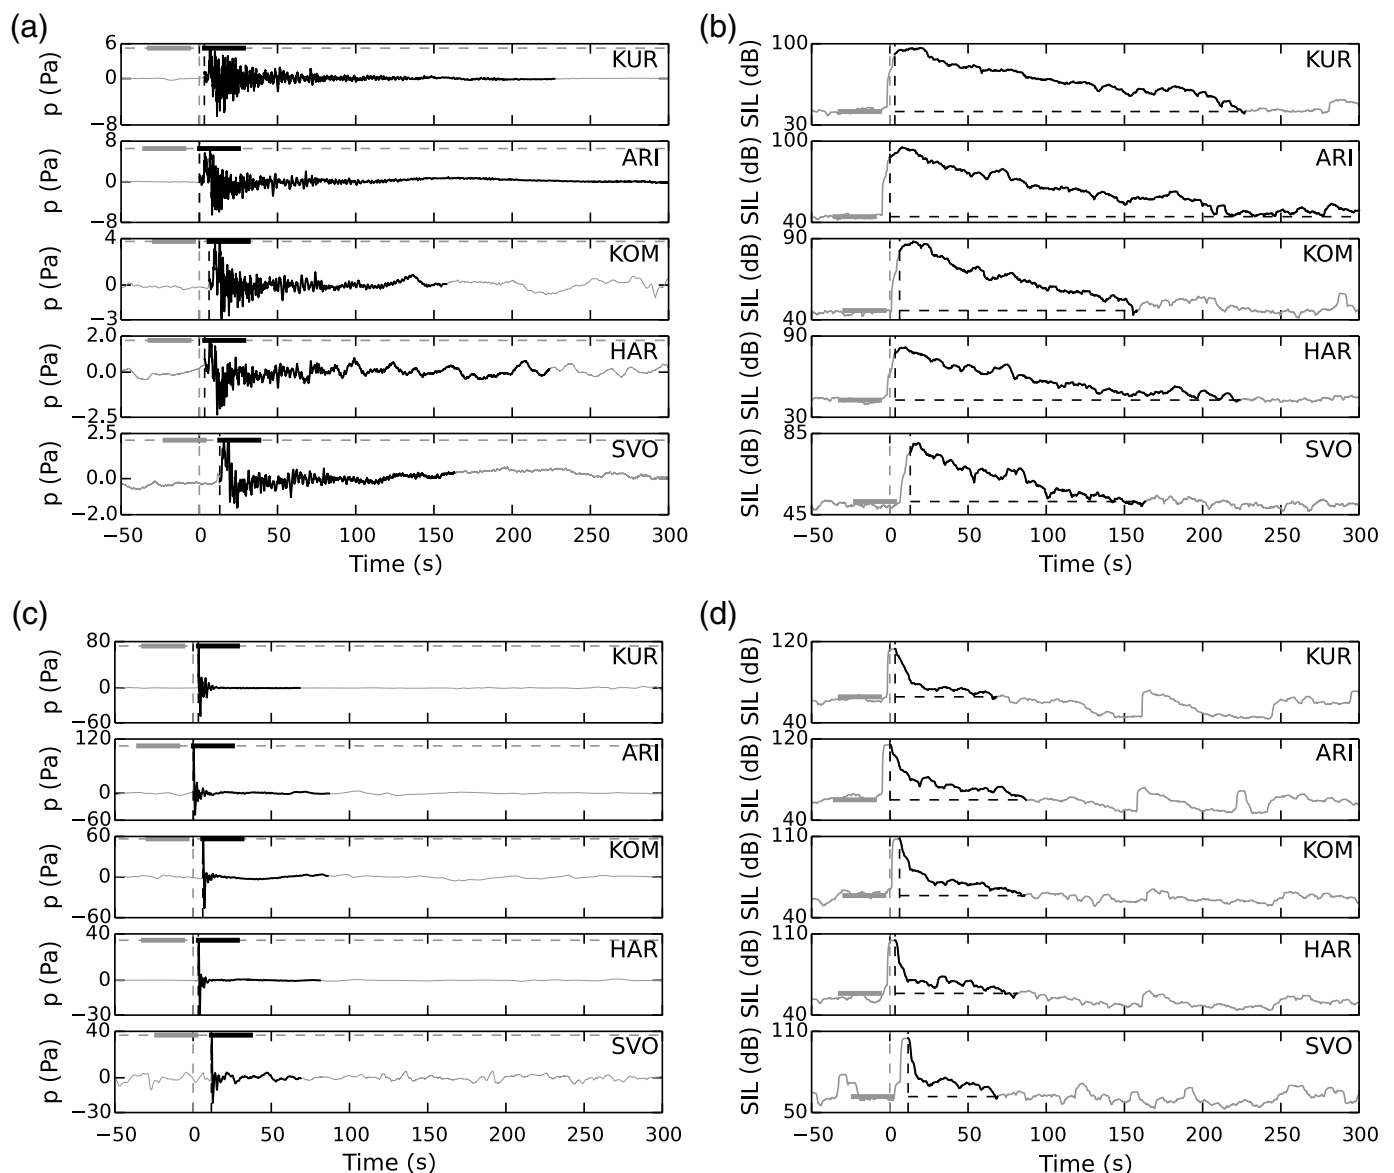 (a)
6
0
−8
p (Pa)
KUR
8
0
−8
p (Pa)
ARI
4
0
−3
p (Pa)
KOM
2.0
0.0
−2.5
p (Pa)
HAR
2.5
0.0
−2.0
p (Pa)
SVO
−50 0 50 100 150 200 250 300
Time (s)
(b)
100
30
SIL (dB)
KUR
100
40
SIL (dB)
ARI
90
40
SIL (dB)
KOM
90
30
SIL (dB)
HAR
85
45
SIL (dB)
SVO
−50 0 50 100 150 200 250 300
Time (s)
(c)
80
0
−60
p (Pa)
KUR
120
0
−60
p (Pa)
ARI
60
0
−60
p (Pa)
KOM
40
0
−30
p (Pa)
HAR
40
0
−30
p (Pa)
SVO
−50 0 50 100 150 200 250 300
Time (s)
(d)
120
40
SIL (dB)
KUR
120
40
SIL (dB)
ARI
110
40
SIL (dB)
KOM
110
40
SIL (dB)
HAR
110
50
SIL (dB)
SVO
−50 0 50 100 150 200 250 300
Time (s)